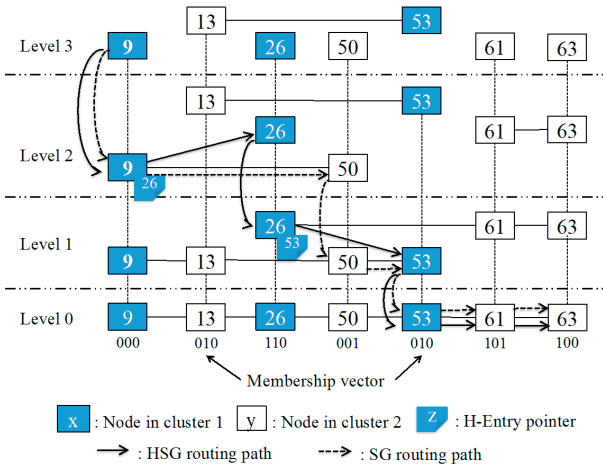 13 53
Level 3 9 26 50 61 63
13 53
26 61 63
Level 2
9 50
26
26 61 63
53
Level 1
9 13 50 53
Level 0 9 13 26 50 53 61 63
000 010 110 001 010 101 100
Membership vector
x : Node in cluster 1 y : Node in cluster 2 z : H-Entry pointer
: HSG routing path : SG routing path